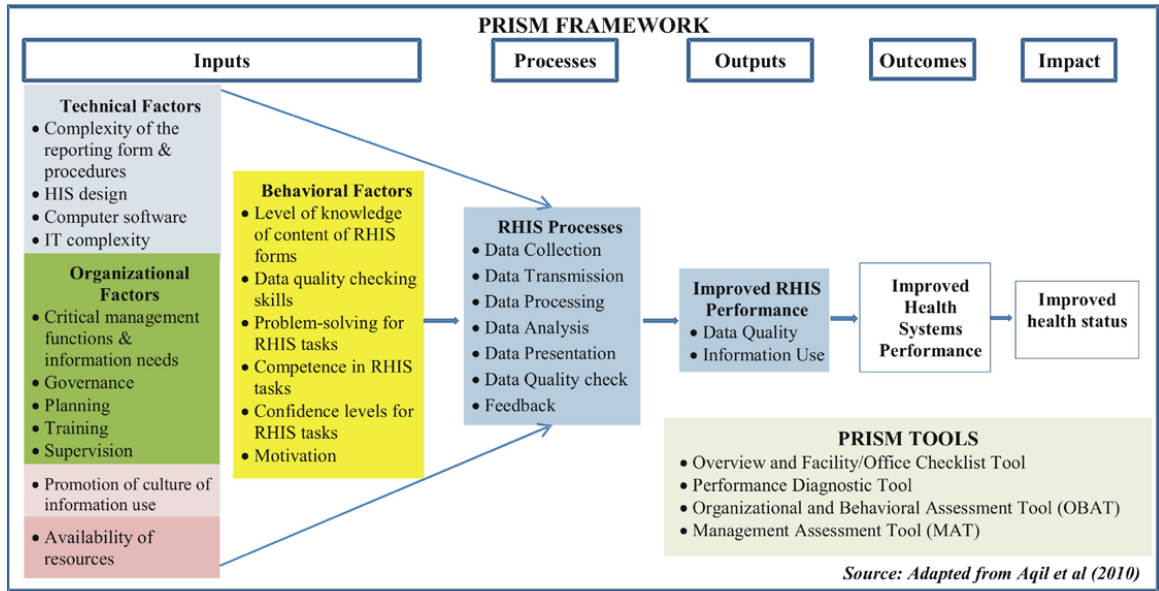 PRISM FRAMEWORK
Inputs
Processes
Outputs
Outcomes
Impact
Technical Factors
• Complexity of the
reporting form &
procedures
• HIS design
• Computer software
• IT complexity
Organizational
Factors
• Critical management
functions &
information needs
• Governance
• Planning
• Training
• Supervision
• Promotion of culture of
information use
• Availability of
resources
Behavioral Factors
• Level of knowledge
of content of RHIS
forms
• Data quality checking
skills
• Problem-solving for
RHIS tasks
• Competence in RHIS
tasks
• Confidence levels for
RHIS tasks
• Motivation
RHIS Processes
• Data Collection
• Data Transmission
• Data Processing
• Data Analysis
• Data Presentation
• Data Quality check
• Feedback
Improved RHIS
Performance
• Data Quality
• Information Use
Improved
Health
Systems
Performance
Improved
health status
PRISM TOOLS
• Overview and Facility/Office Checklist Tool
• Performance Diagnostic Tool
• Organizational and Behavioral Assessment Tool (OBAT)
• Management Assessment Tool (MAT)
Source: Adapted from Aqil et al (2010)